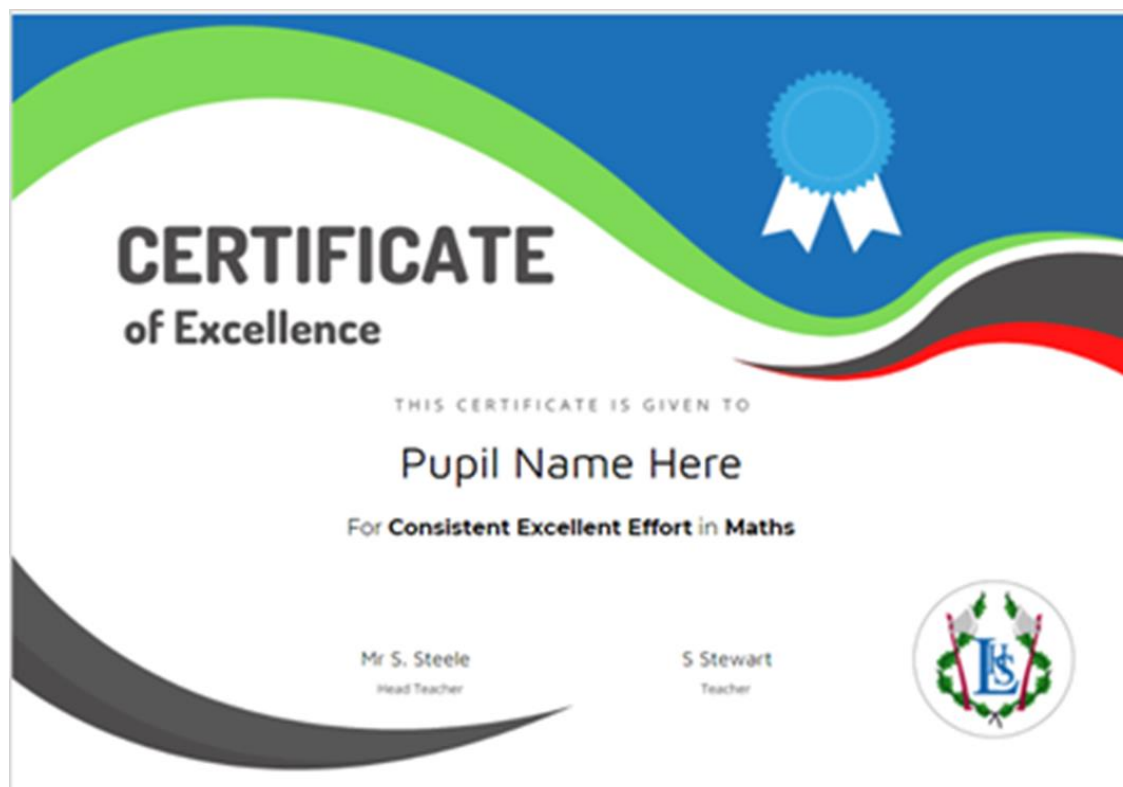 CERTIFICATE
of Excellence
THIS CERTIFICATE IS GIVEN TO
Pupil Name Here
For Consistent Excellent Effort in Maths
Mr S. Steele
S Stewart
Head Teacher
Teacher
LHS